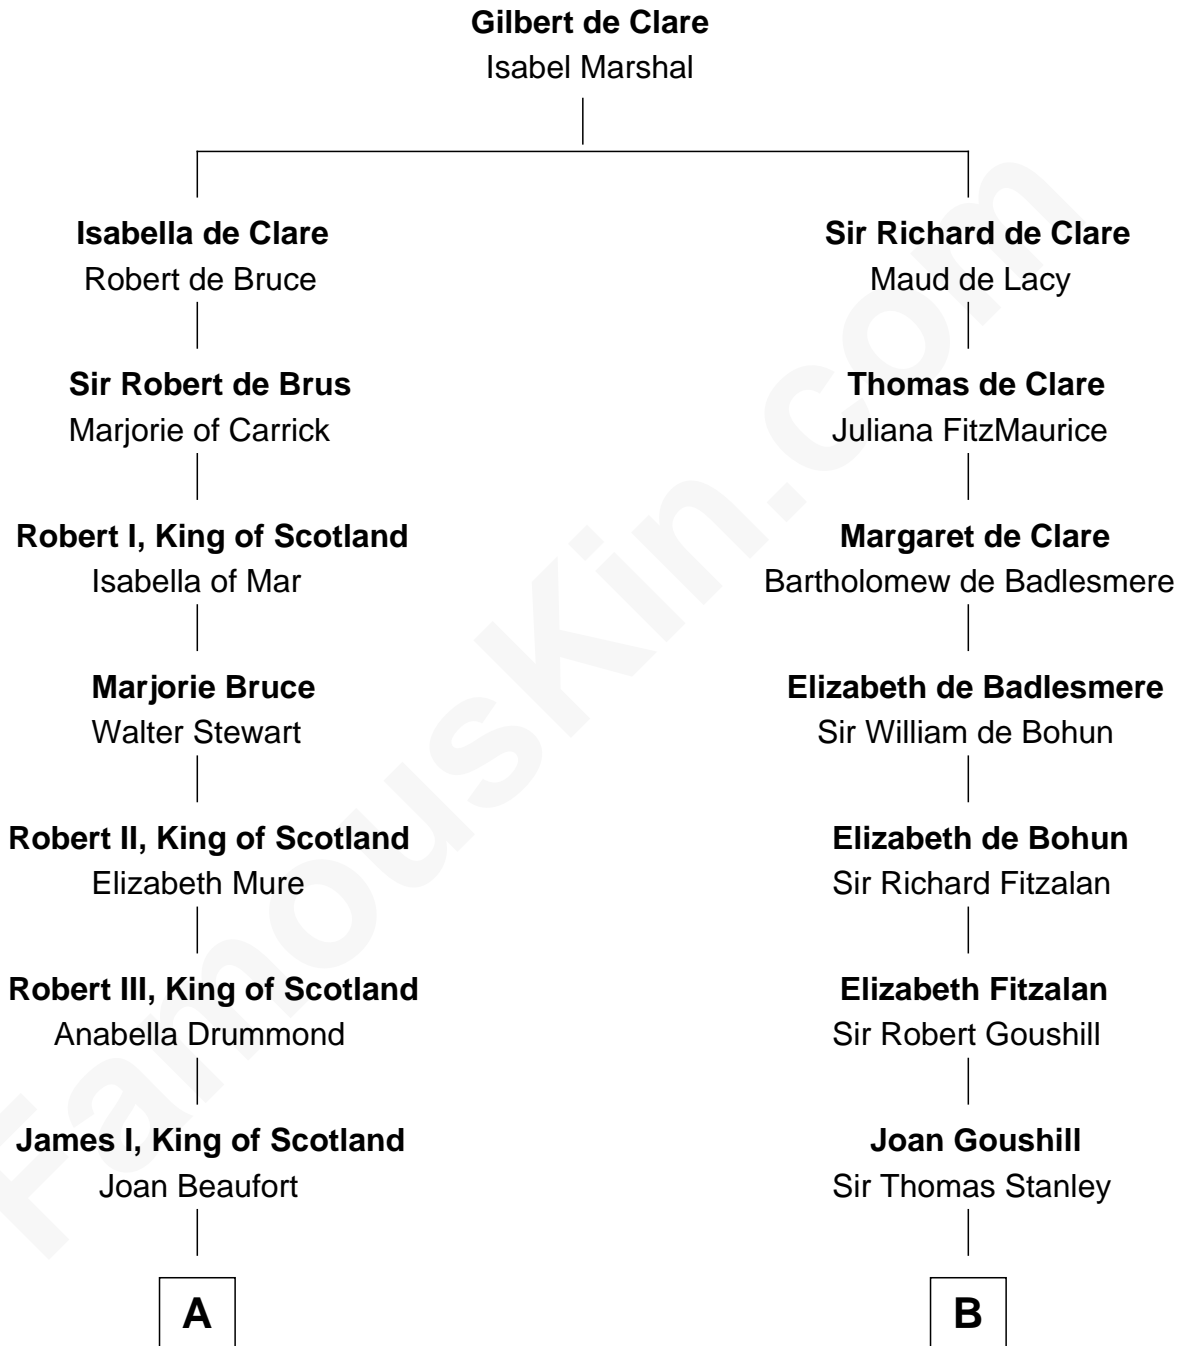 Gilbert de Clare
Isabel Marshal
Isabella de Clare
Robert de Bruce
Sir Richard de Clare
Maud de Lacy
Sir Robert de Brus
Marjorie of Carrick
Thomas de Clare
Juliana FitzMaurice
Robert I, King of Scotland
Isabella of Mar
Margaret de Clare
Bartholomew de Badlesmere
Marjorie Bruce
Walter Stewart
Elizabeth de Badlesmere
Sir William de Bohun
Robert II, King of Scotland
Elizabeth Mure
Elizabeth de Bohun
Sir Richard Fitzalan
Robert III, King of Scotland
Anabella Drummond
Elizabeth Fitzalan
Sir Robert Goushill
James I, King of Scotland
Joan Beaufort
Joan Goushill
Sir Thomas Stanley
A
B
FamousKin.com